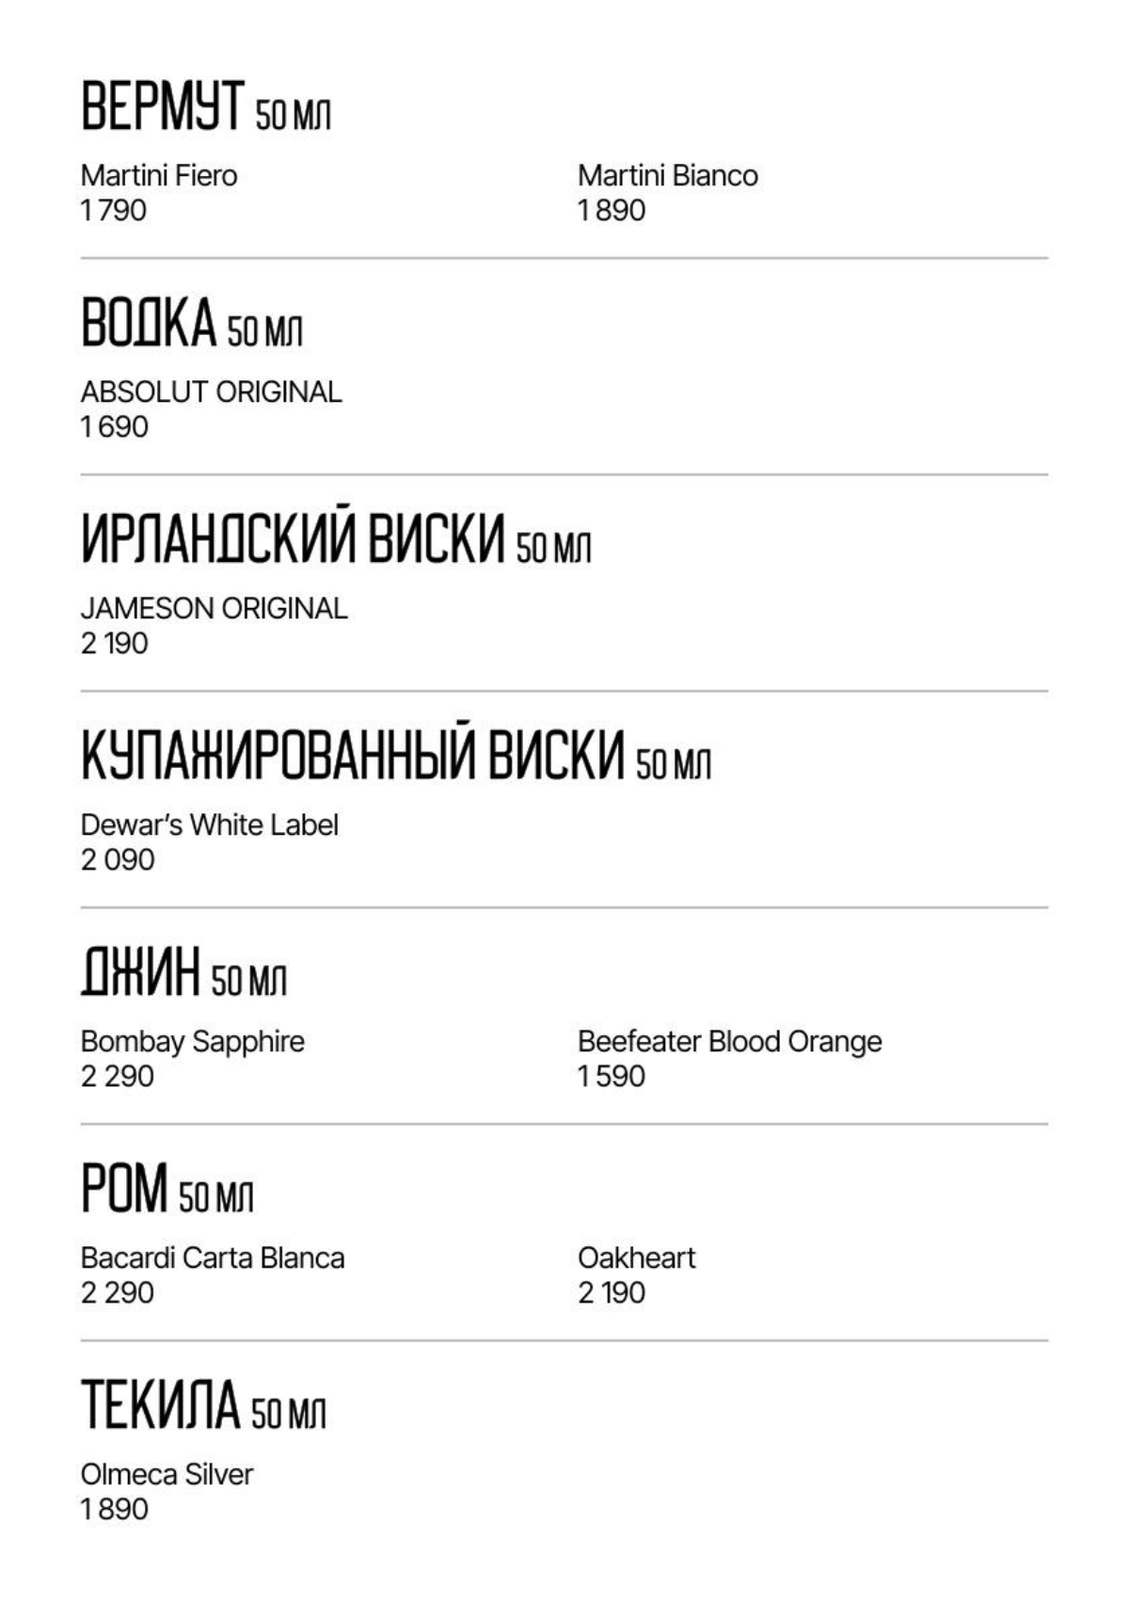 ВЕРМУТ 50 МЛ
Martini Fiero
1 790
Martini Bianco
1 890
ВОДКА 50 МЛ
ABSOLUT ORIGINAL
1 690
ИРЛАНДСКИЙ ВИСКИ 50 МЛ
JAMESON ORIGINAL
2 190
КУПАЖИРОВАННЫЙ ВИСКИ 50 МЛ
Dewar’s White Label
2 090
ДЖИН 50 МЛ
Bombay Sapphire
2 290
Beefeater Blood Orange
1 590
РОМ 50 МЛ
Bacardi Carta Blanca
2 290
Oakheart
2 190
ТЕКИЛА 50 МЛ
Olmeca Silver
1 890